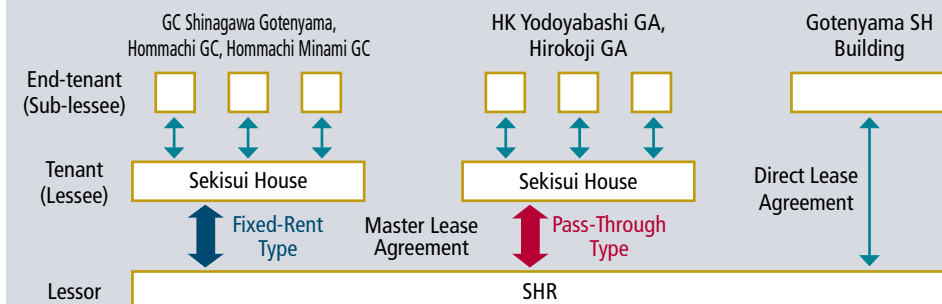 GC Shinagawa Gotenyama,
Hommachi GC, Hommachi Minami GC
HK Yodoyabashi GA,
Hirokoji GA
Gotenyama SH
Building
End-tenant
(Sub-lessee)
Tenant
(Lessee)
Sekisui House
Sekisui House
Direct Lease
Agreement
Fixed-Rent
Type
Master Lease
Agreement
Pass-Through
Type
Lessor
SHR